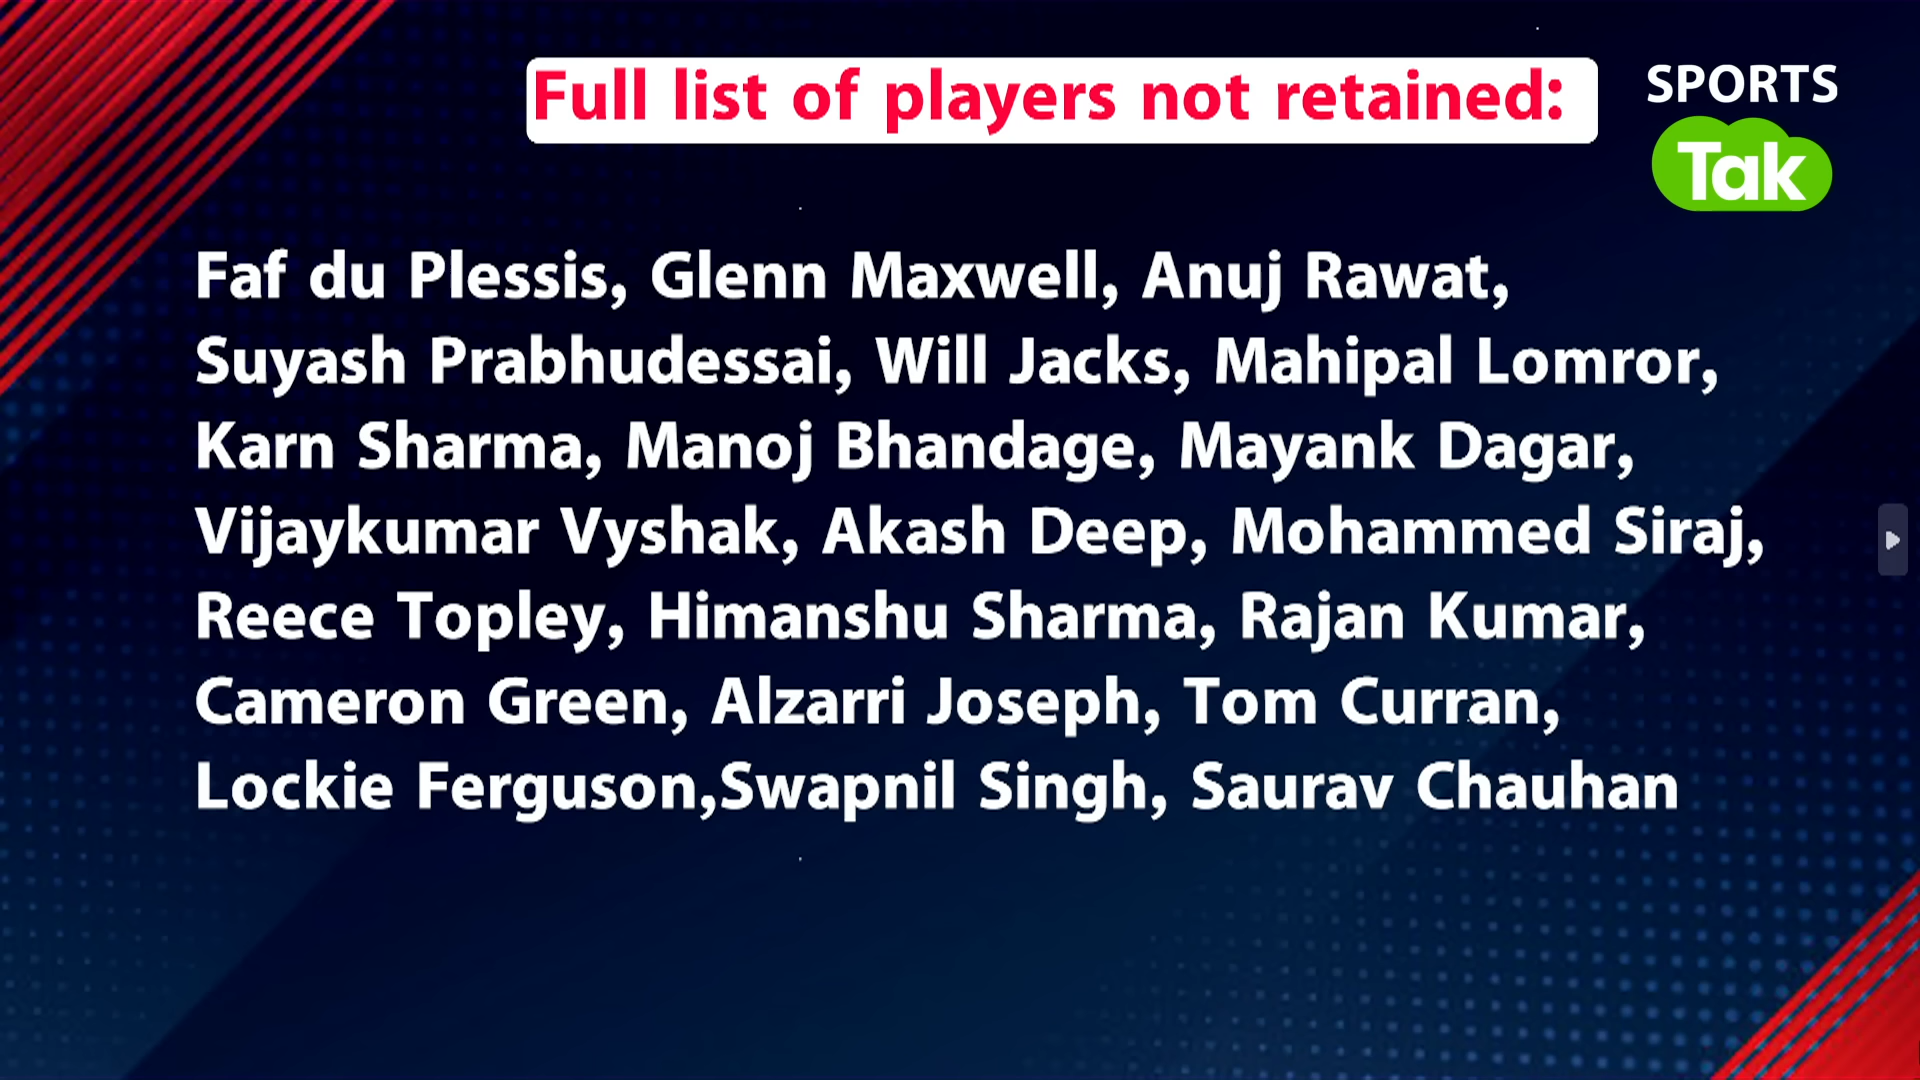 Full list of players not retained:
SPORTS
Tak
Faf du Plessis, Glenn Maxwell, Anuj Rawat,
Suyash Prabhudessai, Will Jacks, Mahipal Lomror,
Karn Sharma, Manoj Bhandage, Mayank Dagar,
Vijaykumar Vyshak, Akash Deep, Mohammed Siraj,
Reece Topley, Himanshu Sharma, Rajan Kumar,
Cameron Green, Alzarri Joseph, Tom Curran,
Lockie Ferguson,Swapnil Singh, Saurav Chauhan